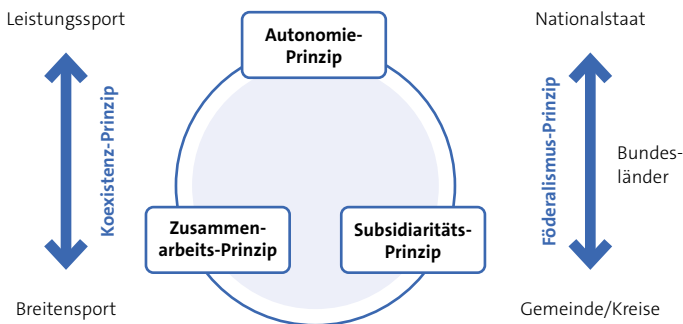 Leistungssport
Autonomie-
Prinzip
Nationalstaat
Koexistenz-Prinzip
Föderalismus-Prinzip
Bundes-
länder
Zusammen-
arbeits-Prinzip
Subsidiaritäts-
Prinzip
Breitensport
Gemeinde/Kreise